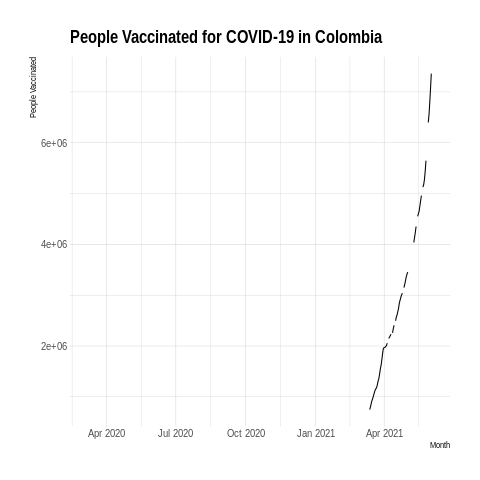 People Vaccinated for COVID-19 in Colombia
People Vaccinated
6e+06
4e+06
2e+06
Apr 2020 Jul 2020 Oct 2020 Jan 2021 Apr 2021
Month